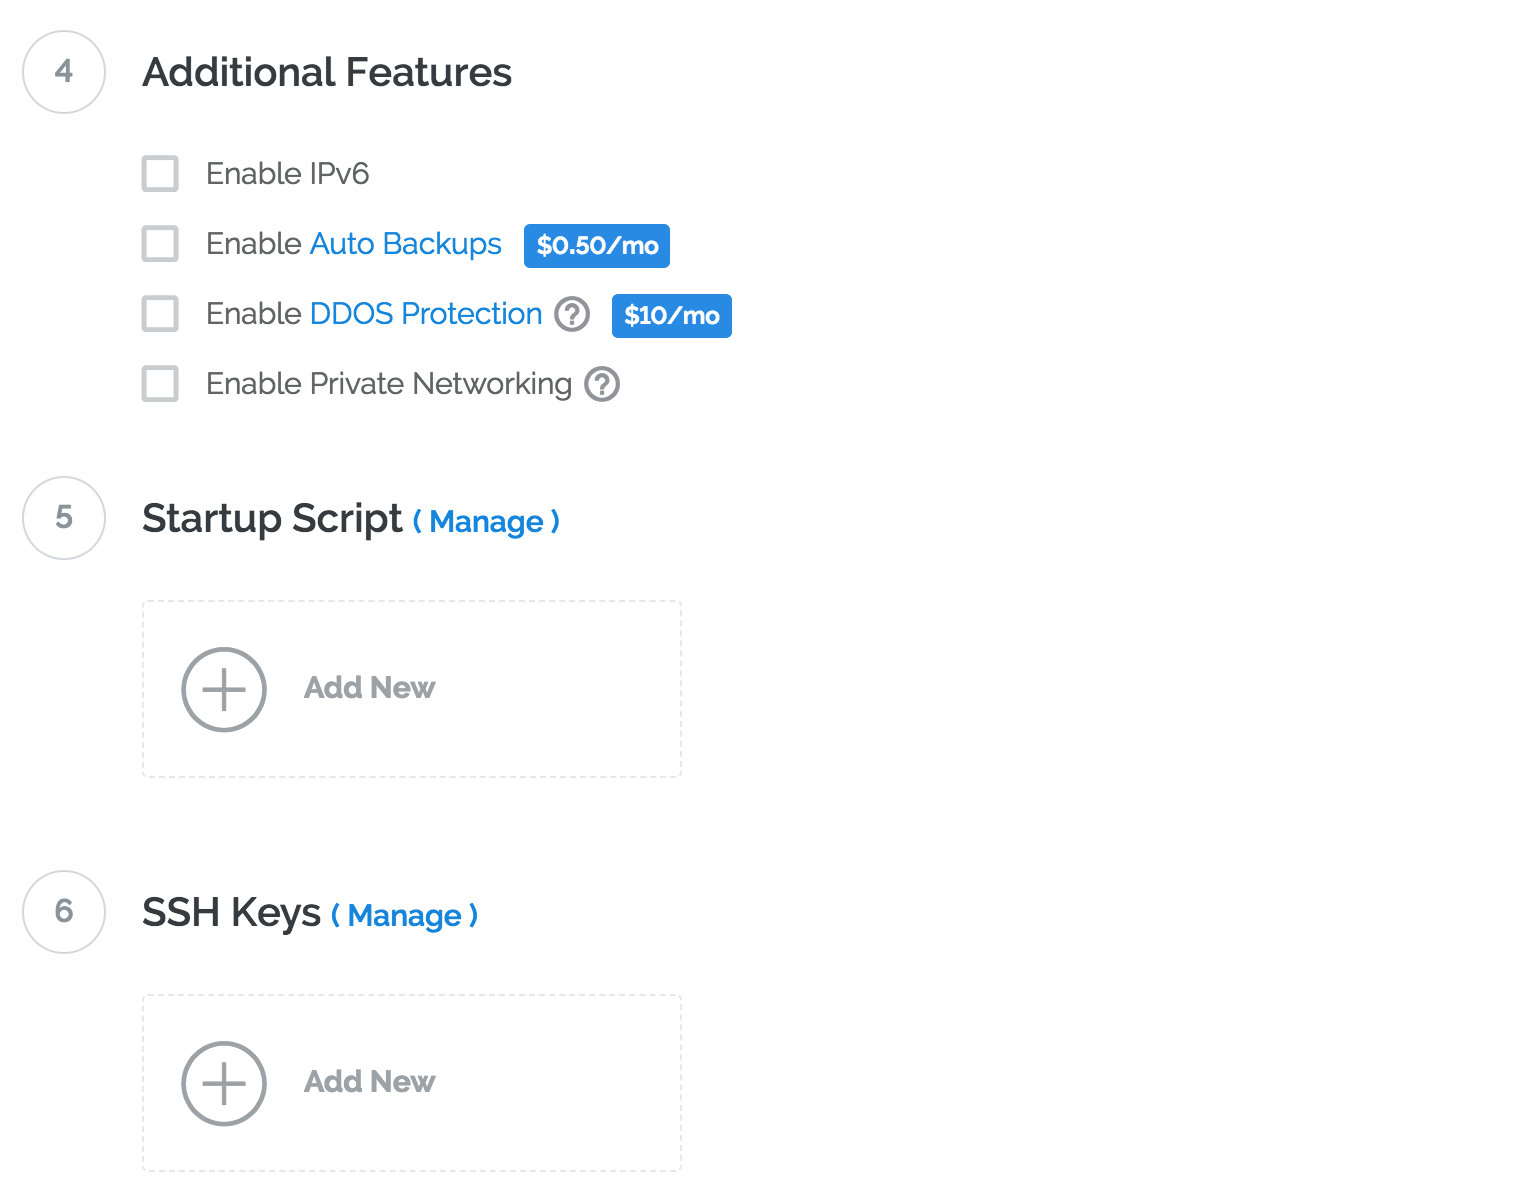 4 Additional Features
Enable IPv6
Enable Auto Backups $0.50/mo
Enable DDOS Protection ? $10/mo
Enable Private Networking ?
5 Startup Script ( Manage )
Add New
6 SSH Keys ( Manage )
Add New